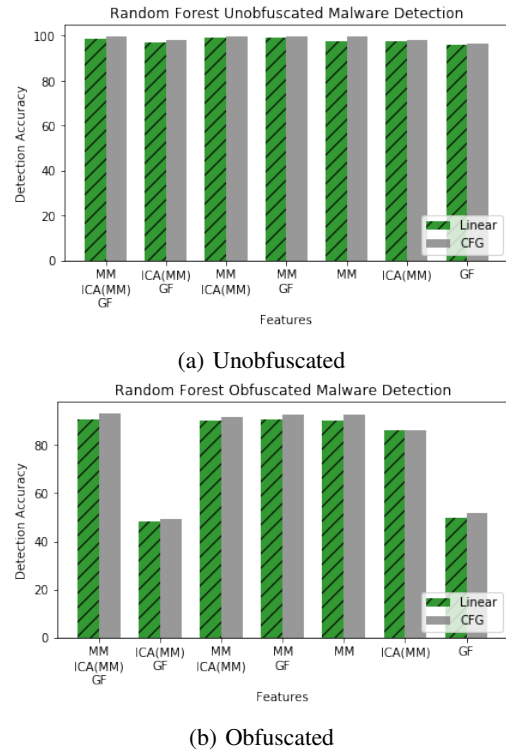 Random Forest Unobfuscated Malware Detection
100
80
60
40
20
0
Detection Accuracy
Linear
CFG
MM ICA(MM) MM MM MM ICA(MM) GF
ICA(MM) GF ICA(MM) GF
GF
Features
(a) Unobfuscated
Random Forest Obfuscated Malware Detection
80
60
40
20
0
Detection Accuracy
Linear
CFG
MM ICA(MM) MM MM MM ICA(MM) GF
ICA(MM) GF ICA(MM) GF
GF
Features
(b) Obfuscated